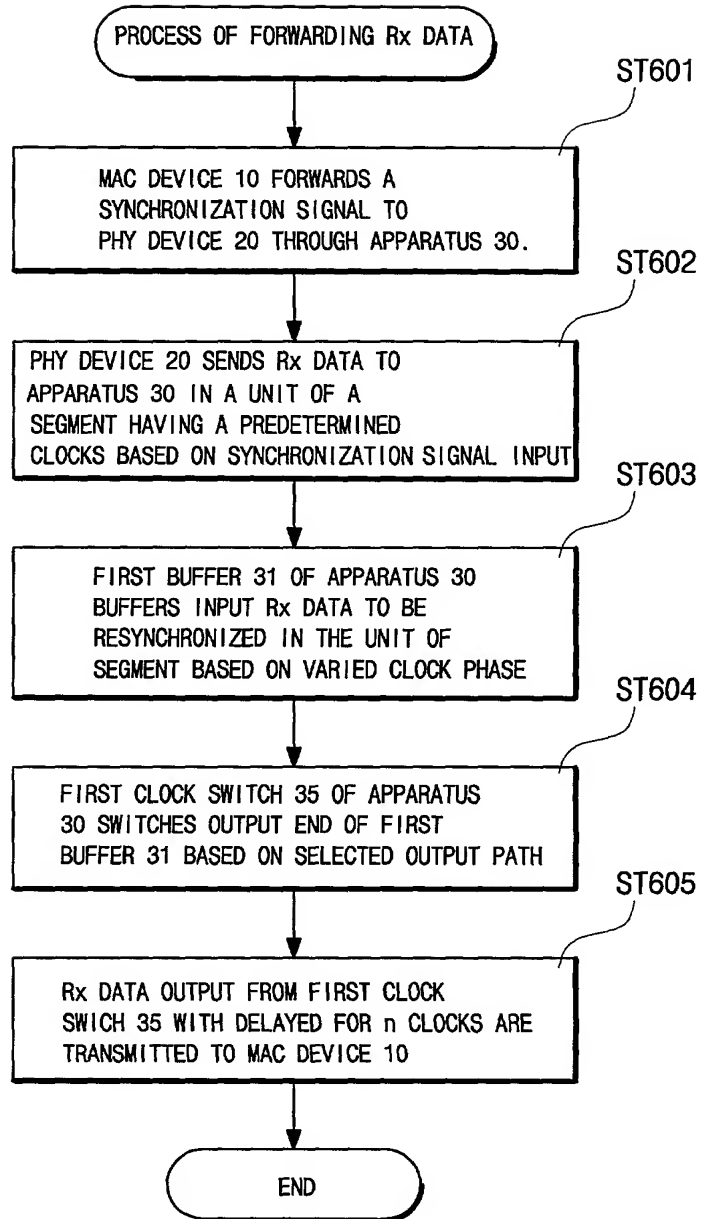 PROCESS OF FORWARDING Rx DATA
ST601
MAC DEVICE 10 FORWARDS A
SYNCHRONIZATION SIGNAL TO
PHY DEVICE 20 THROUGH APPARATUS 30.
ST602
PHY DEVICE 20 SENDS Rx DATA TO
APPARATUS 30 IN A UNIT OF A
SEGMENT HAVING A PREDETERMINED
CLOCKS BASED ON SYNCHRONIZATION SIGNAL INPUT
ST603
FIRST BUFFER 31 OF APPARATUS 30
BUFFERS INPUT Rx DATA TO BE
RESYNCHRONIZED IN THE UNIT OF
SEGMENT BASED ON VARIED CLOCK PHASE
ST604
FIRST CLOCK SWITCH 35 OF APPARATUS
30 SWITCHES OUTPUT END OF FIRST
BUFFER 31 BASED ON SELECTED OUTPUT PATH
ST605
Rx DATA OUTPUT FROM FIRST CLOCK
SWICH 35 WITH DELAYED FOR n CLOCKS ARE
TRANSMITTED TO MAC DEVICE 10
END